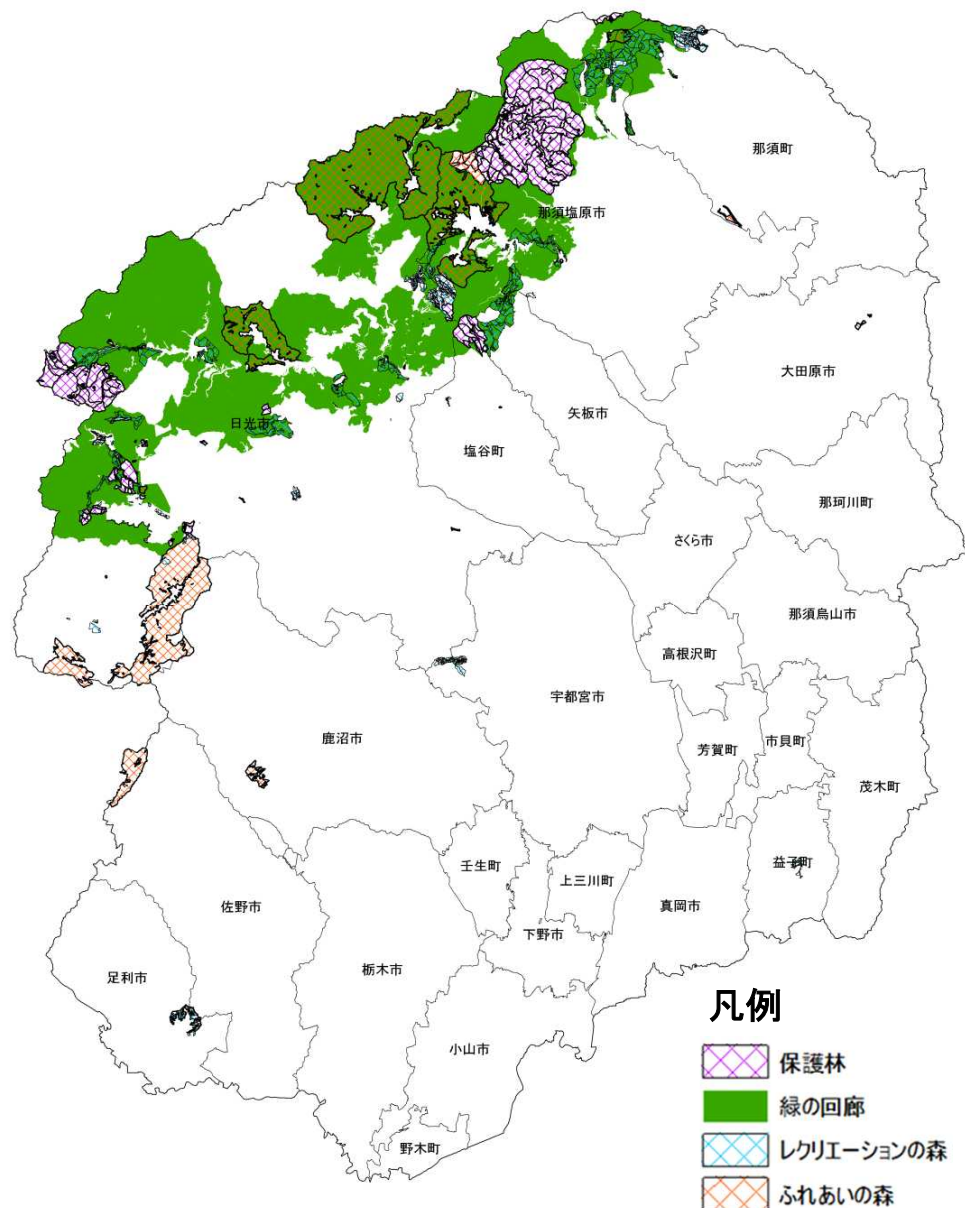 那須町
那須塩原市
大田原市
日光市
矢板市
塩谷町
那珂川町
さくら市
那須烏山市
高根沢町
宇都宮市
鹿沼市
芳賀町
市貝町
茂木町
壬生町
上三川町
益子町
佐野市
真岡市
下野市
栃木市
足利市
小山市
野木町
凡例
保護林
緑の回廊
レクリエーションの森
ふれあいの森